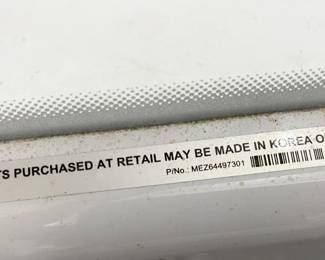 TS PURCHASED AT RETAIL MAY BE MADE IN KOREA O
P/No.: MEZ64497301